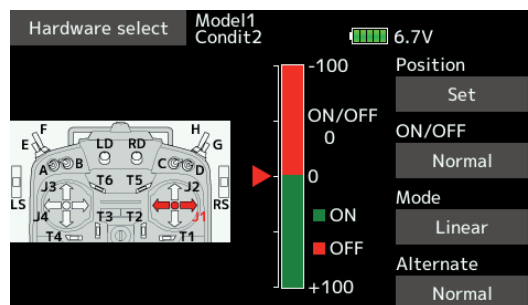 Hardware select
Model1
Condit2
6.7V
F
H
E
LD
RD
G
A
B
C
D
J3
T6
T5
J2
LS
RS
J4
T3
T2
J1
T4
T1
-100
ON/OFF
0
0
ON
OFF
+100
Position
Set
ON/OFF
Normal
Mode
Linear
Alternate
Normal